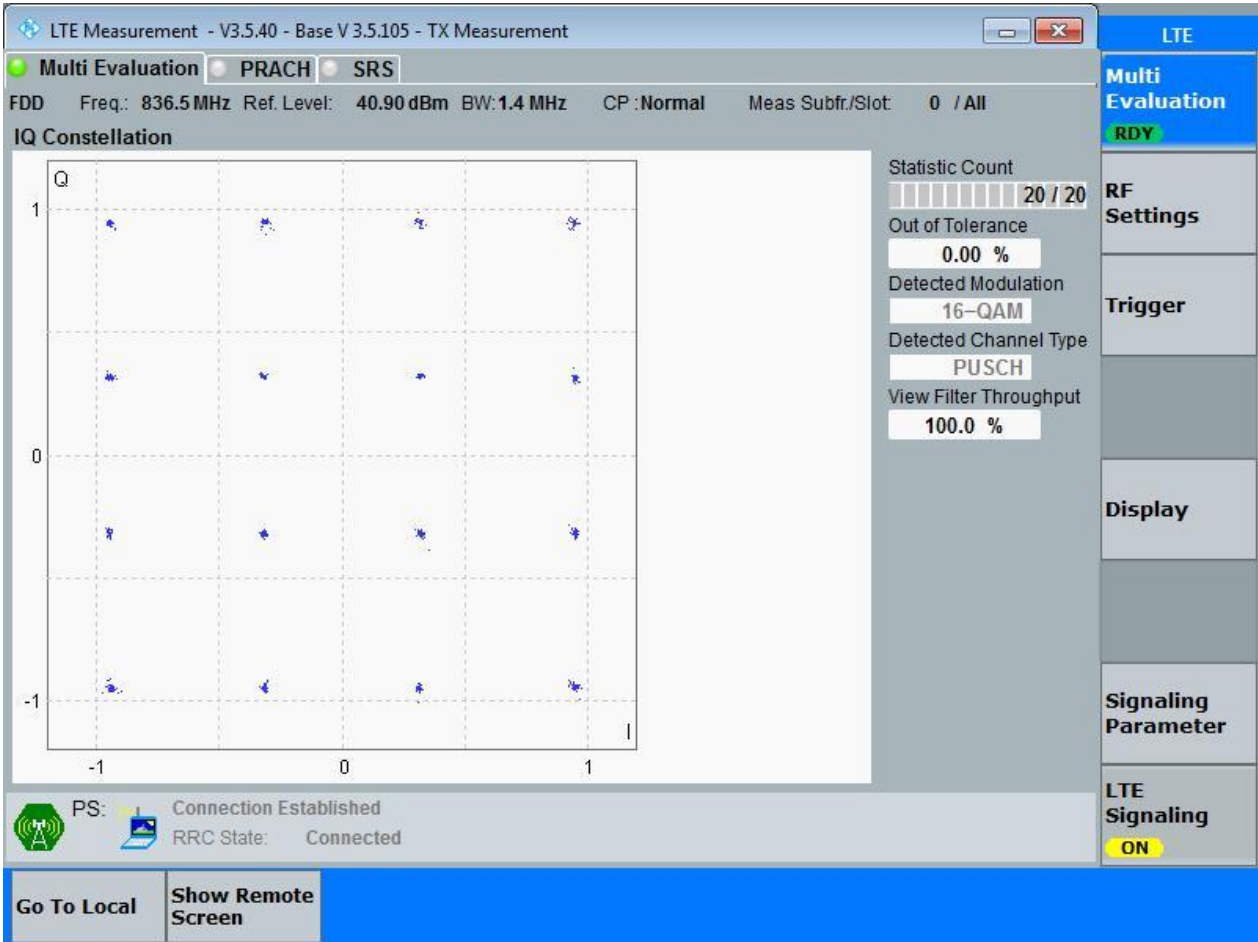 LTE Measurement - V3.5.40 - Base V 3.5.105 - TX Measurement
LTE
Multi Evaluation PRACH SRS
FDD Freq.: 836.5 MHz Ref. Level: 40.90 dBm BW: 1.4 MHz CP : Normal Meas Subfr./Slot: 0 / All
IQ Constellation
Q
1
0
-1
I
-1 0 1
Statistic Count
20 / 20
Out of Tolerance
0.00 %
Detected Modulation
16-QAM
Detected Channel Type
PUSCH
View Filter Throughput
100.0 %
Multi
Evaluation
RDY
RF
Settings
Trigger
Display
Signaling
Parameter
LTE
Signaling
ON
PS: Connection Established
RRC State: Connected
Go To Local
Show Remote
Screen